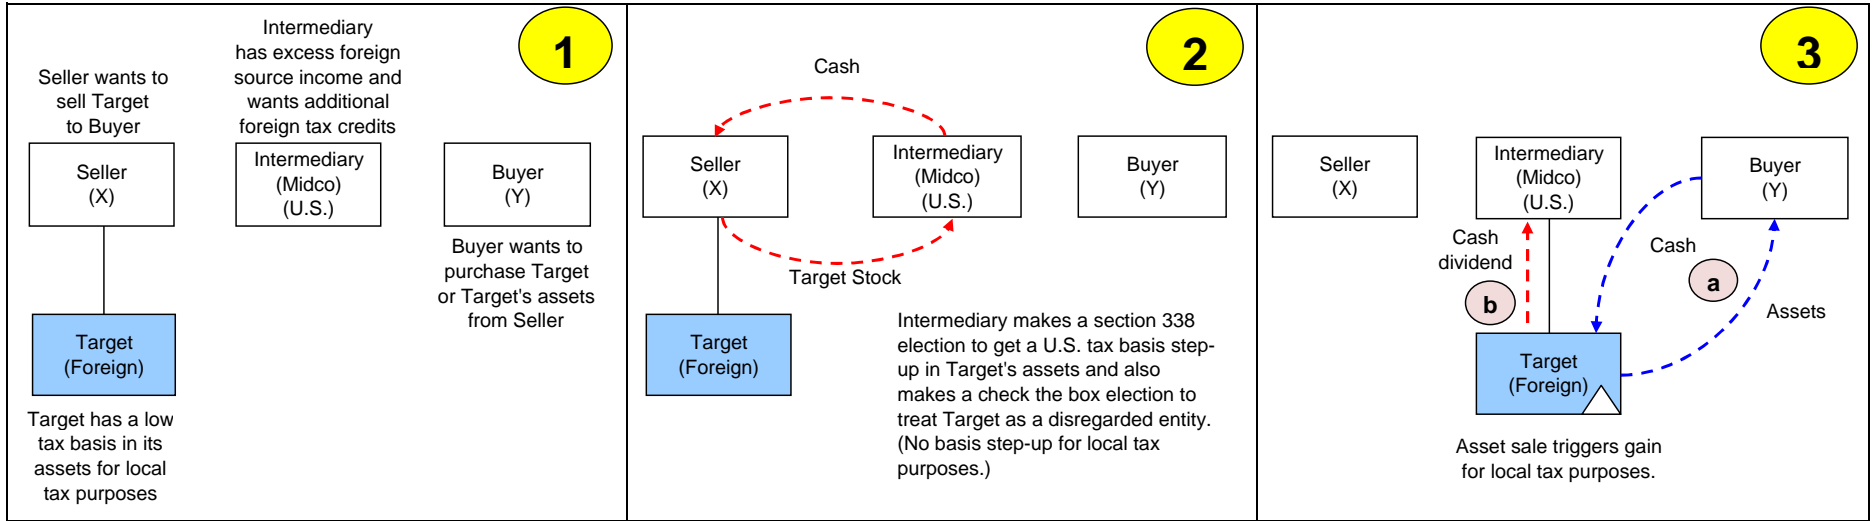 1
Seller wants to
sell Target
to Buyer
Intermediary
has excess foreign
source income and
wants additional
foreign tax credits
Seller
(X)
Intermediary
(Midco)
(U.S.)
Buyer
(Y)
Buyer wants to
purchase Target
or Target's assets
from Seller
Target
(Foreign)
Target has a low
tax basis in its
assets for local
tax purposes
2
Cash
Seller
(X)
Intermediary
(Midco)
(U.S.)
Buyer
(Y)
Target Stock
Target
(Foreign)
Intermediary makes a section 338
election to get a U.S. tax basis step-
up in Target's assets and also
makes a check the box election to
treat Target as a disregarded entity.
(No basis step-up for local tax
purposes.)
3
Seller
(X)
Intermediary
(Midco)
(U.S.)
Buyer
(Y)
Cash
dividend
b
Cash
a
Assets
Target
(Foreign)
Asset sale triggers gain
for local tax purposes.